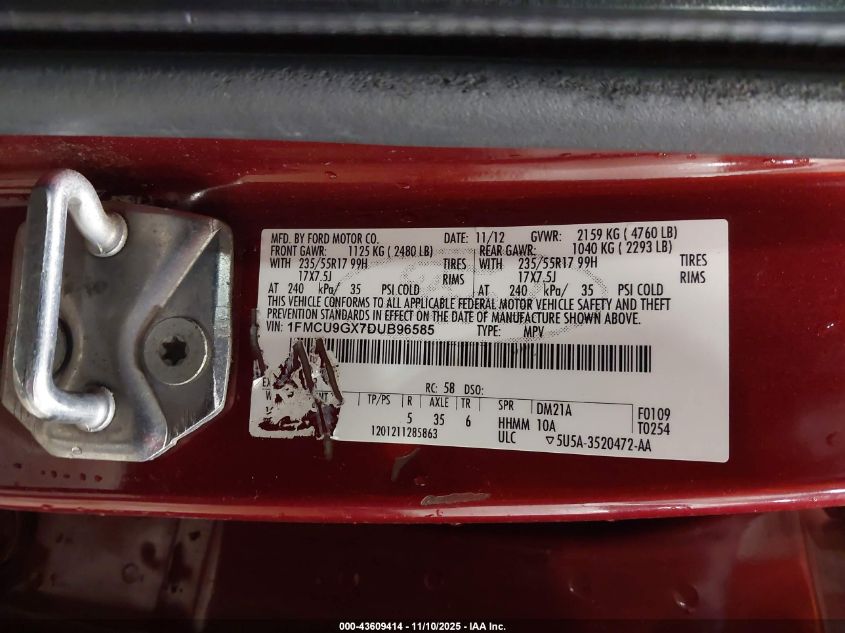 MFD. BY FORD MOTOR CO. DATE: 11/12 GVWR: 2159 KG ( 4760 LB)
FRONT GAWR: 1125 KG ( 2480 LB) REAR GAWR: 1040 KG ( 2293 LB)
WITH 235/55R17 99H TIRES WITH 235/55R17 99H TIRES
17X7.5J RIMS 17X7.5J RIMS
AT 240 kPa/ 35 PSI COLD AT 240 kPa/ 35 PSI COLD
THIS VEHICLE CONFORMS TO ALL APPLICABLE FEDERAL MOTOR VEHICLE SAFETY AND THEFT
PREVENTION STANDARDS IN EFFECT ON THE DATE OF MANUFACTURE SHOWN ABOVE.
VIN: 1FMCU9GX7DUB96585 TYPE: MPV
RC: 58 DSO:
TP/PS R AXLE TR SPR DM21A F0109
5 35 6 HHMM 10A T0254
1201211285863 ULC ▽5U5A-3520472-AA
000-43609414 - 11/10/2025 - IAA Inc.